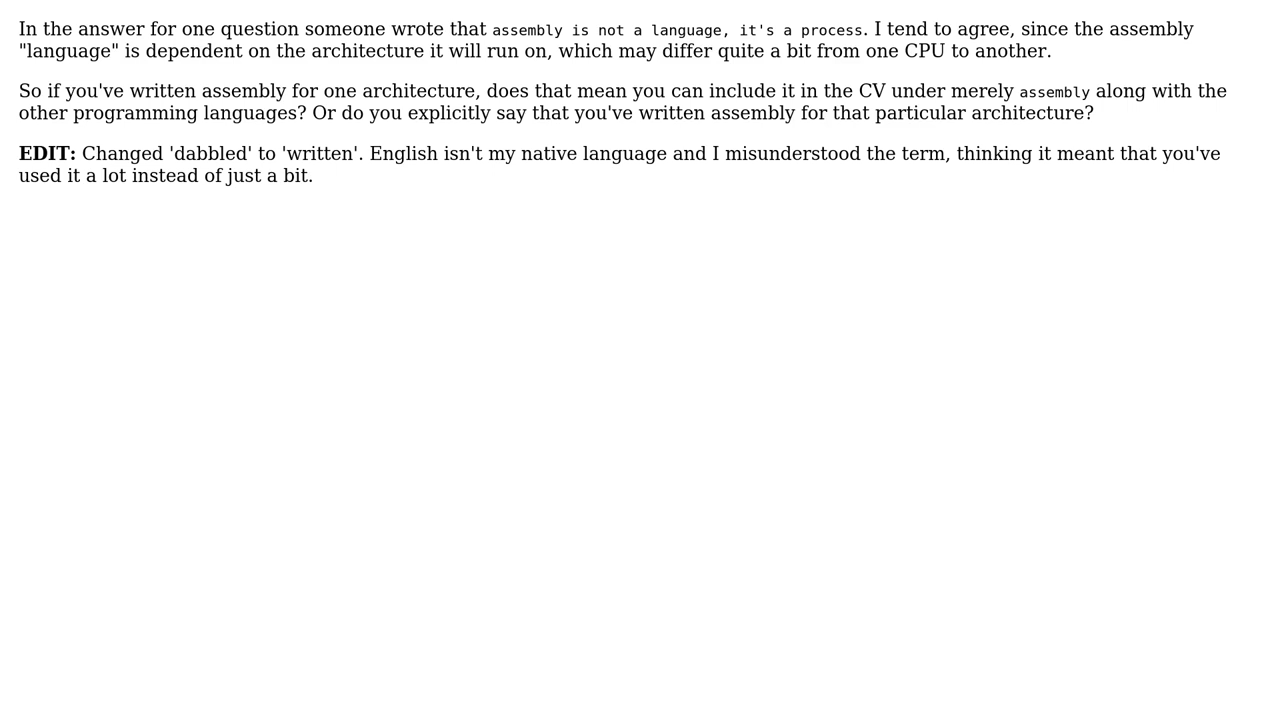 In the answer for one question someone wrote that assembly is not a language, it's a process. I tend to agree, since the assembly
"language" is dependent on the architecture it will run on, which may differ quite a bit from one CPU to another.
So if you've written assembly for one architecture, does that mean you can include it in the CV under merely assembly along with the
other programming languages? Or do you explicitly say that you've written assembly for that particular architecture?
EDIT: Changed 'dabbled' to 'written'. English isn't my native language and I misunderstood the term, thinking it meant that you've
used it a lot instead of just a bit.